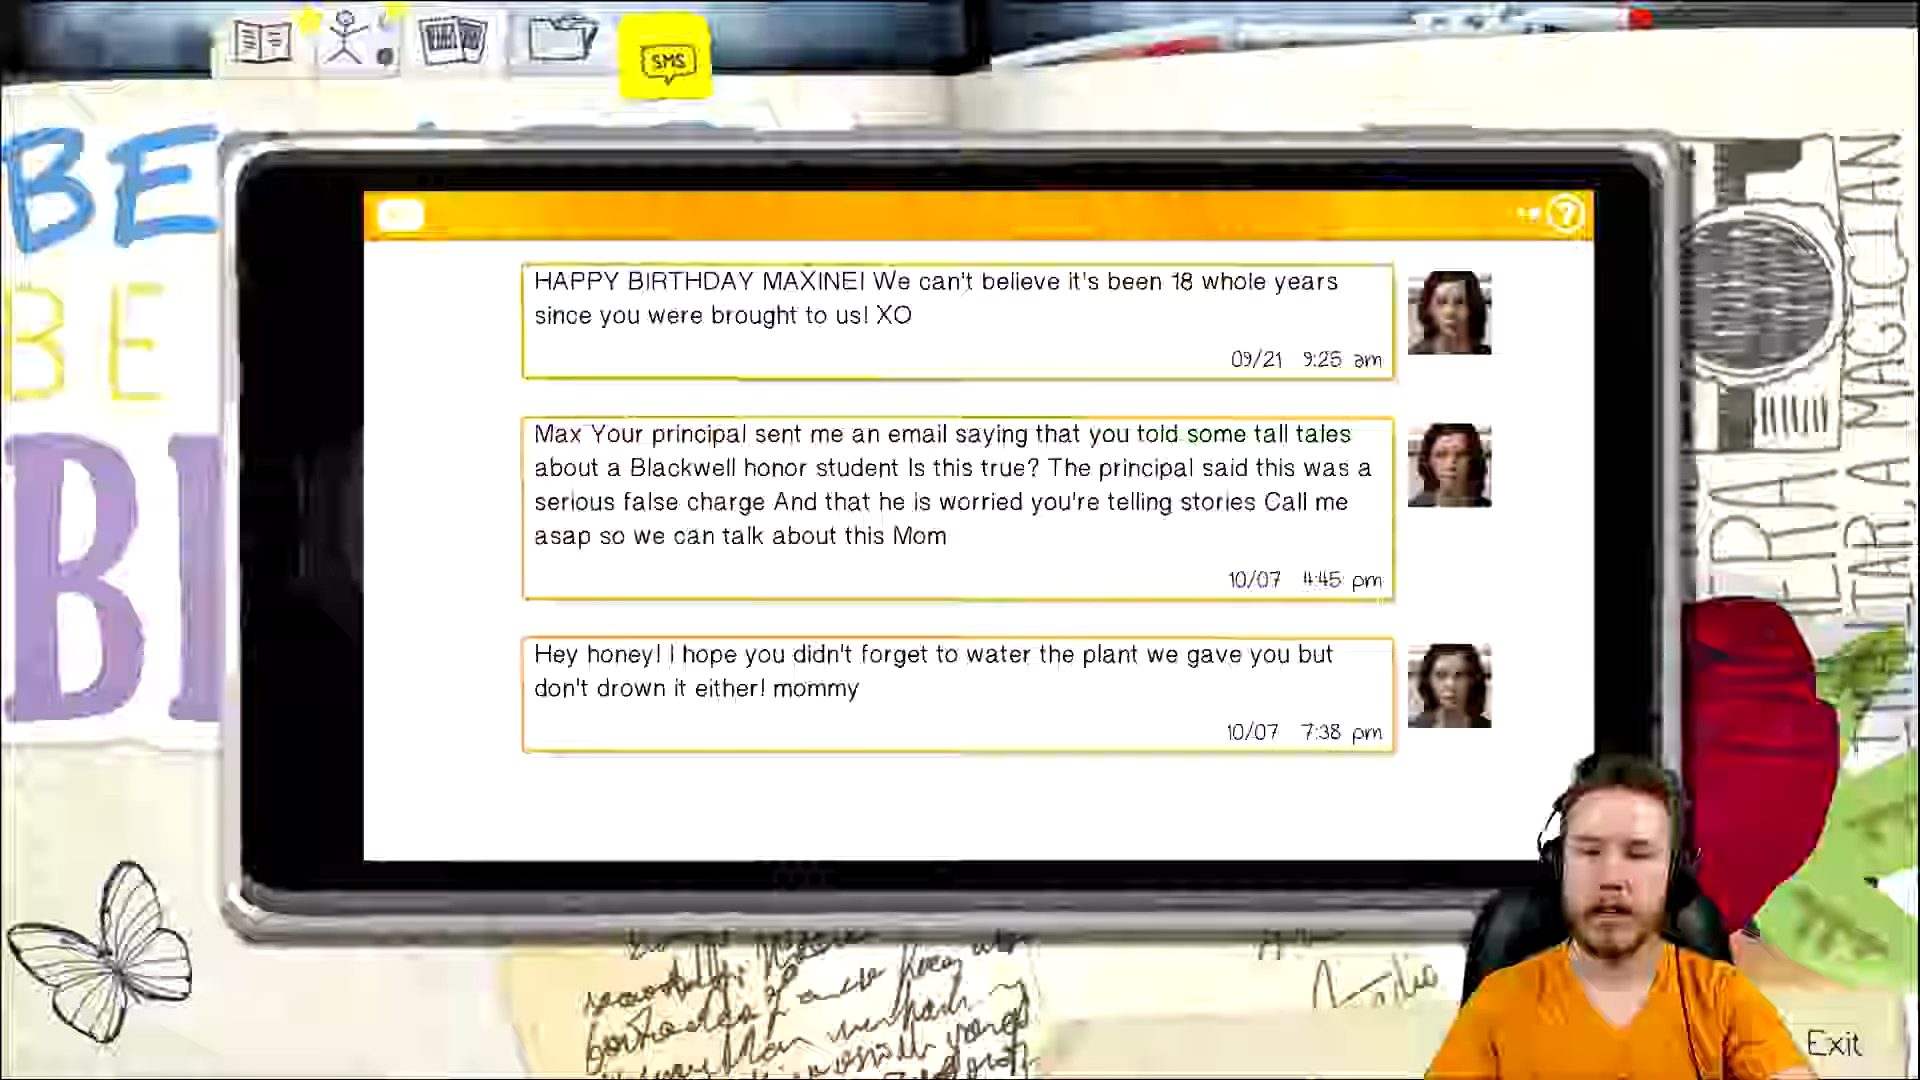 SMS
BE
BE
?
HAPPY BIRTHDAY MAXINE! We can't believe it's been 18 whole years
since you were brought to us! XO
09/21 9:25 am
Max Your principal sent me an email saying that you told some tall tales
about a Blackwell honor student Is this true? The principal said this was a
serious false charge And that he is worried you're telling stories Call me
asap so we can talk about this Mom
10/07 4:45 pm
Hey honey! I hope you didn't forget to water the plant we gave you but
don't drown it either! mommy
10/07 7:38 pm
MAGICIAN
Exit